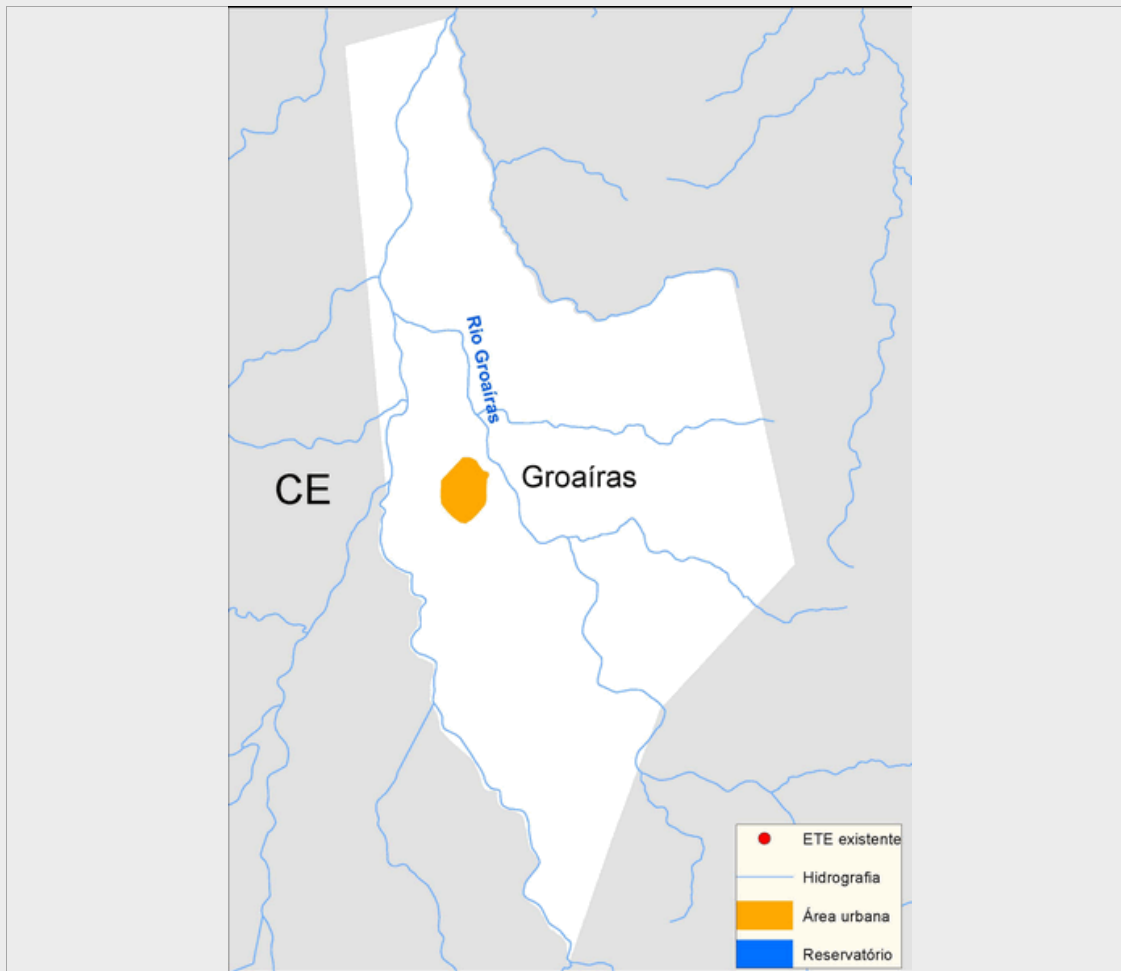 Rio Groaíras
CE
Groaíras
ETE existente
Hidrografia
Área urbana
Reservatório